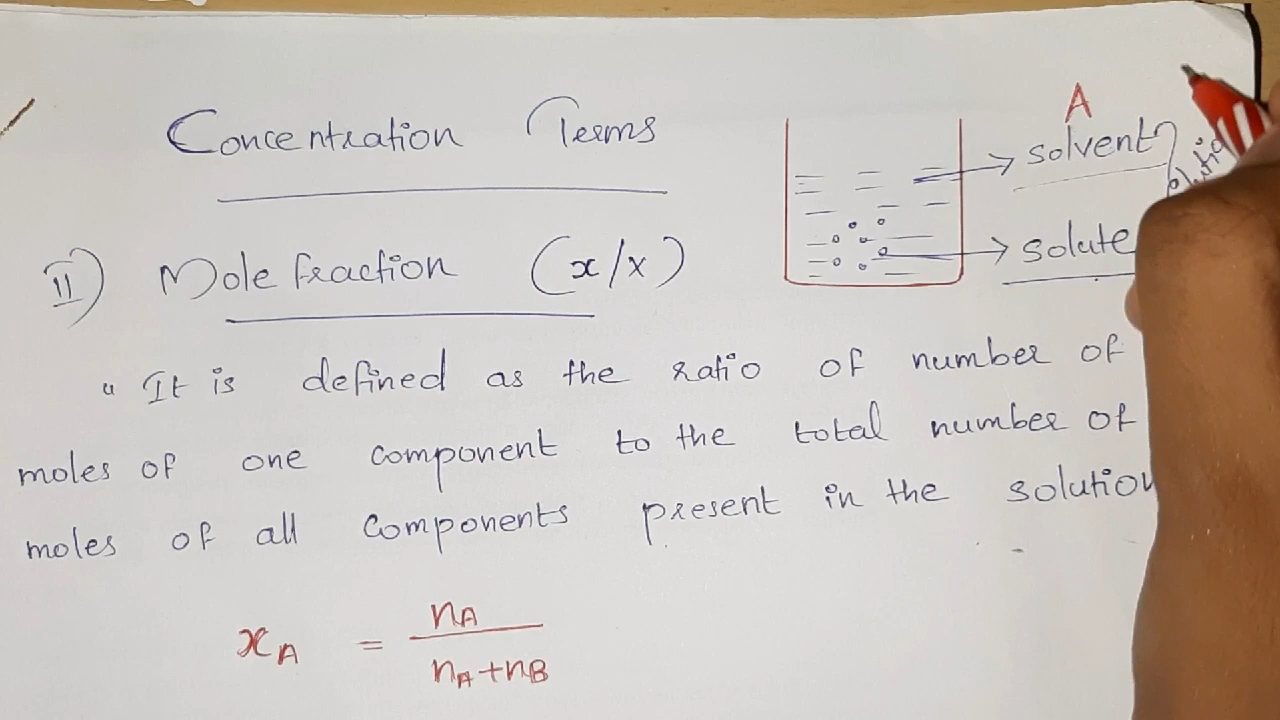 Concentration Terms
A
solvent
solute
II) Mole fraction (x/x)
" It is defined as the ratio of number of
moles of one component to the total number of
moles of all components present in the solution
xA = nA
nA+nB